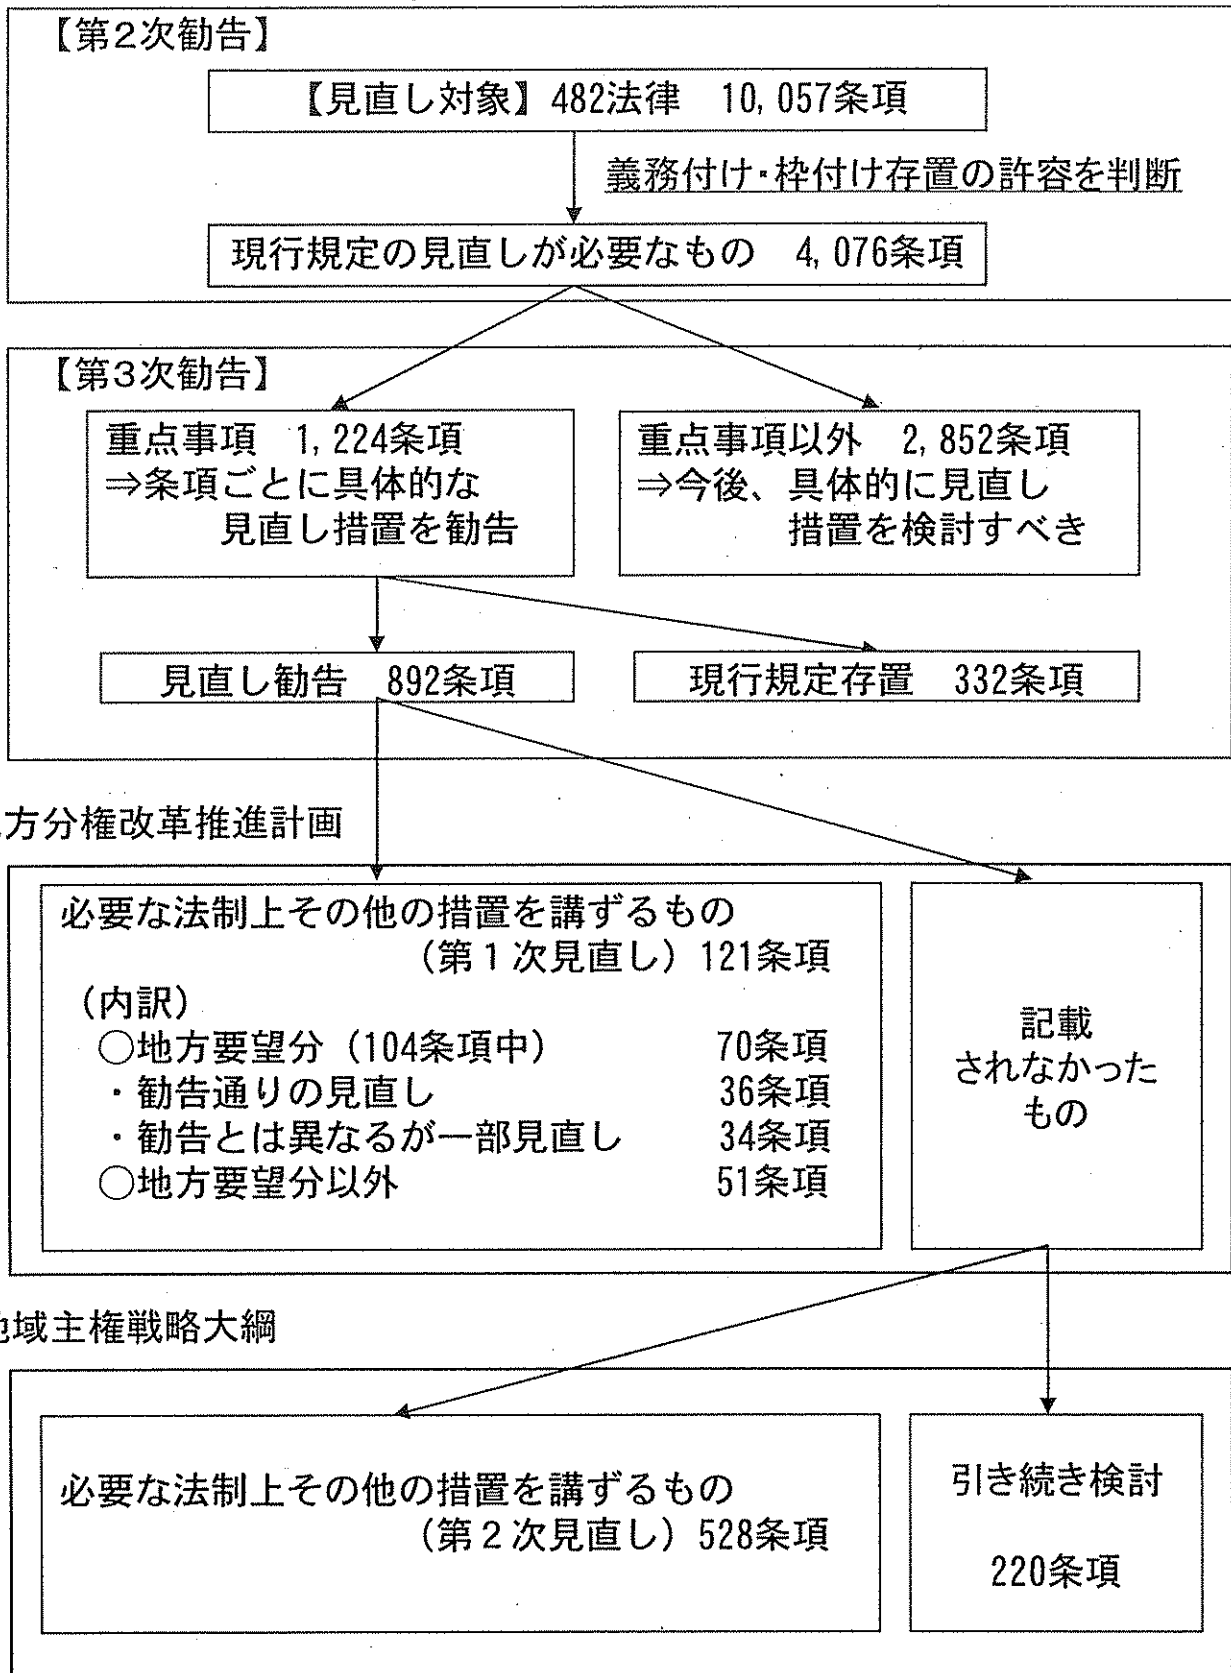 【第2次勧告】
【見直し対象】482法律　10,057条項
義務付け・枠付け存置の許容を判断
現行規定の見直しが必要なもの　4,076条項
【第3次勧告】
重点事項　1,224条項
⇒条項ごとに具体的な
見直し措置を勧告
重点事項以外　2,852条項
⇒今後、具体的に見直し
措置を検討すべき
見直し勧告　892条項
現行規定存置　332条項
方分権改革推進計画
必要な法制上その他の措置を講ずるもの
（第１次見直し）121条項
（内訳）
○地方要望分（104条項中）　70条項
・勧告通りの見直し　36条項
・勧告とは異なるが一部見直し　34条項
○地方要望分以外　51条項
記載
されなかった
もの
域主権戦略大綱
必要な法制上その他の措置を講ずるもの
（第２次見直し）528条項
引き続き検討
220条項